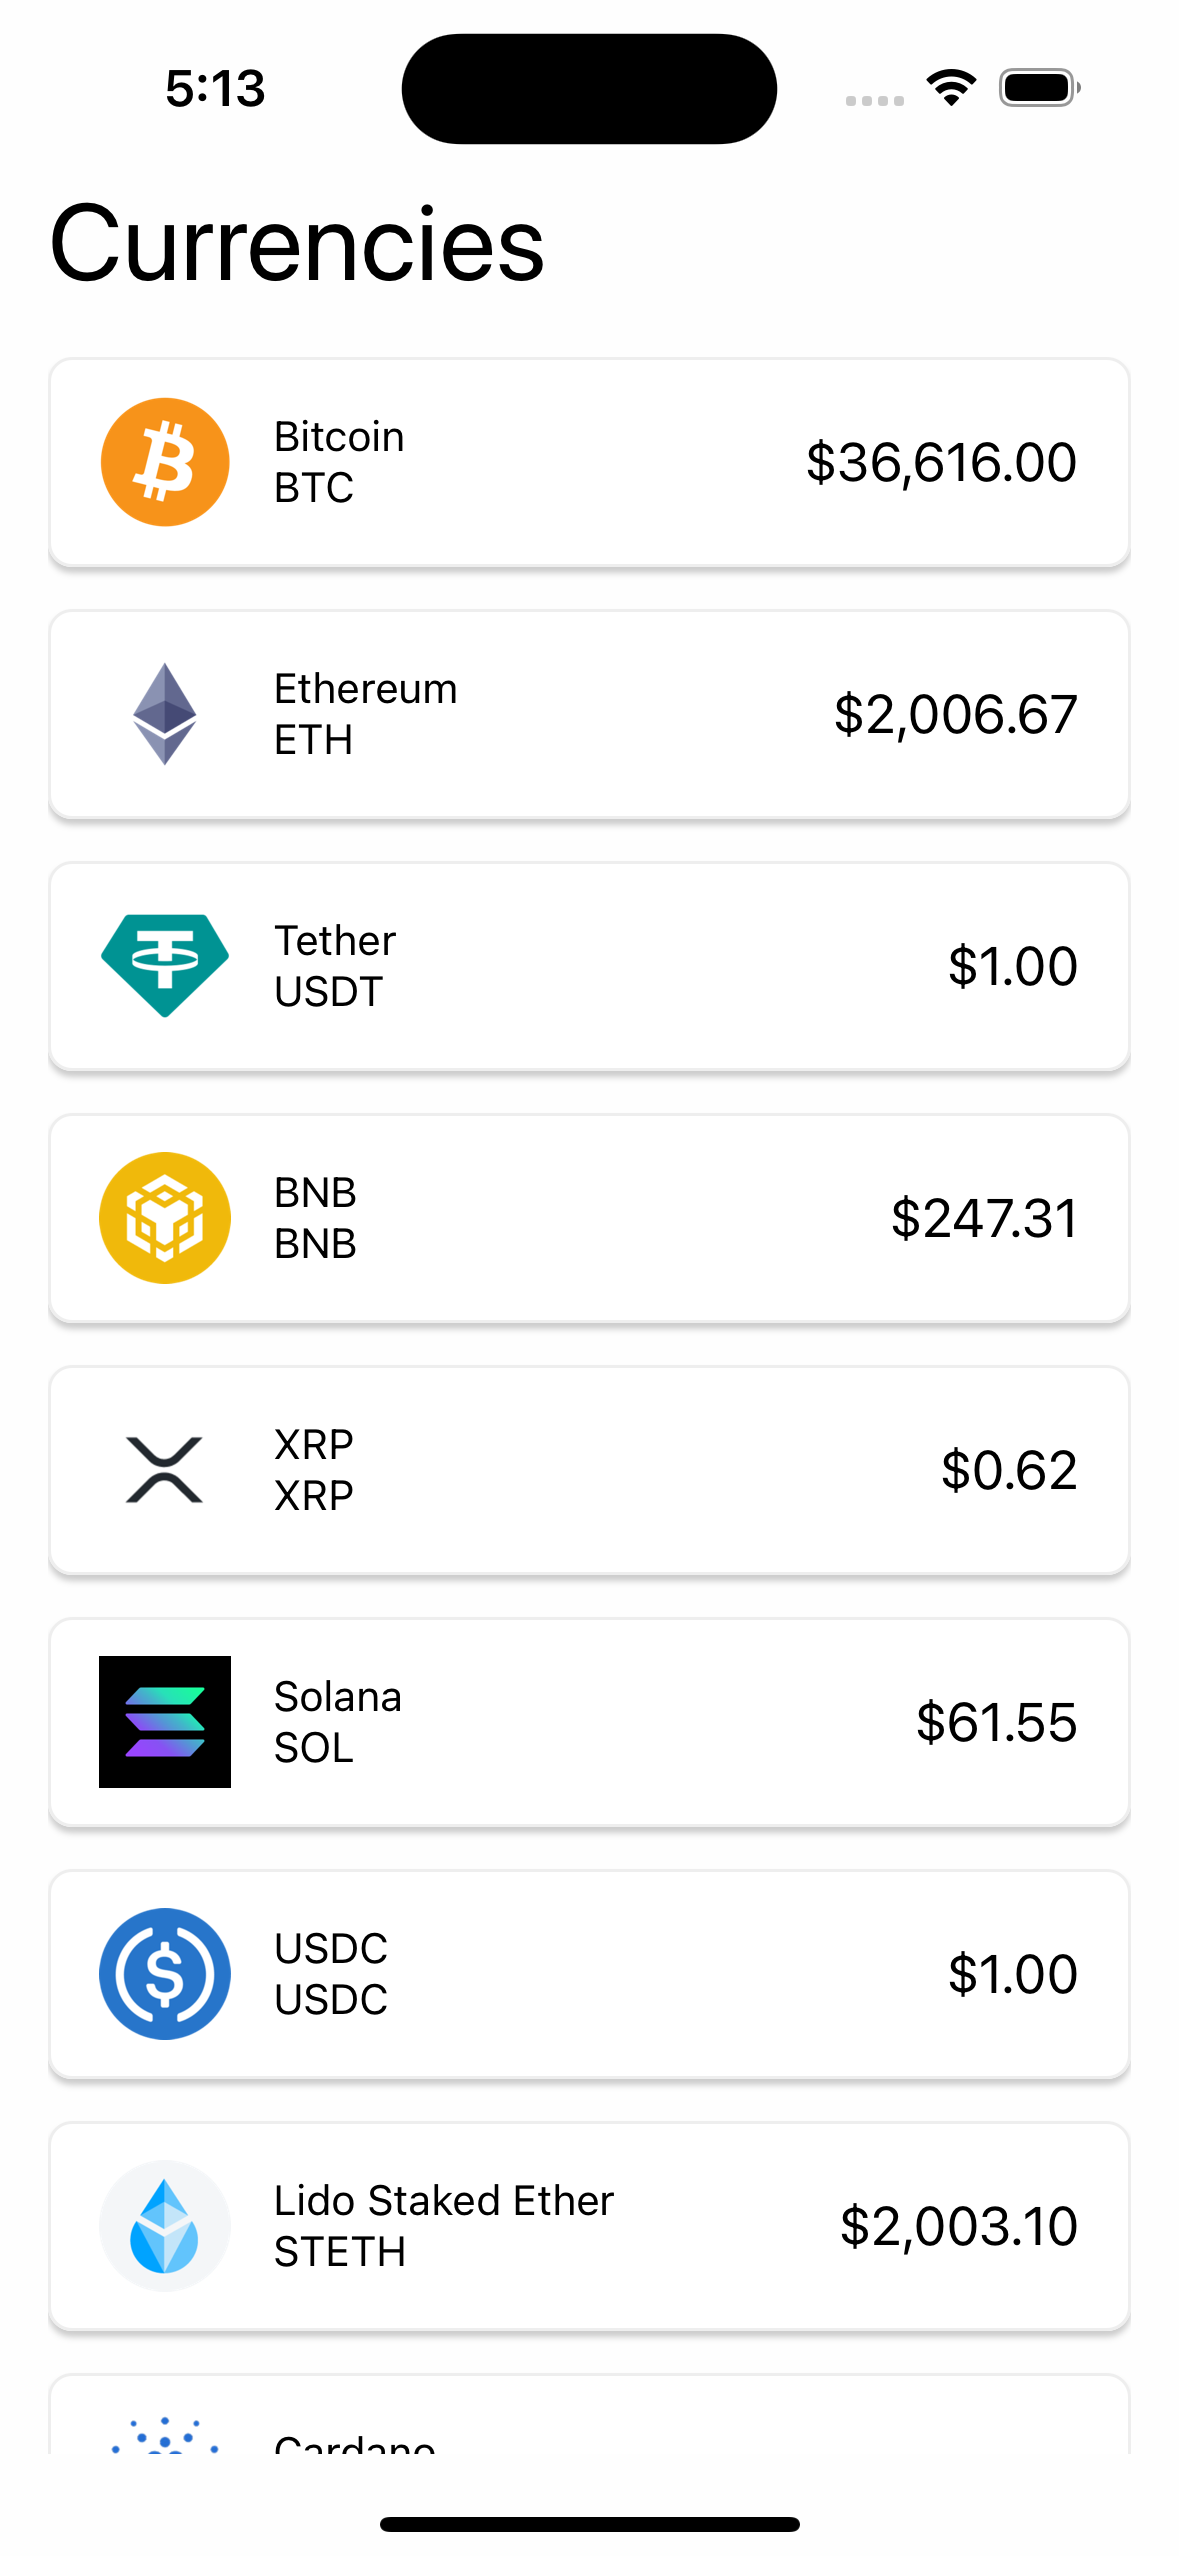 5:13
Currencies
Bitcoin
BTC
$36,616.00
Ethereum
ETH
$2,006.67
Tether
USDT
$1.00
BNB
BNB
$247.31
XRP
XRP
$0.62
Solana
SOL
$61.55
USDC
USDC
$1.00
Lido Staked Ether
STETH
$2,003.10
Cardano